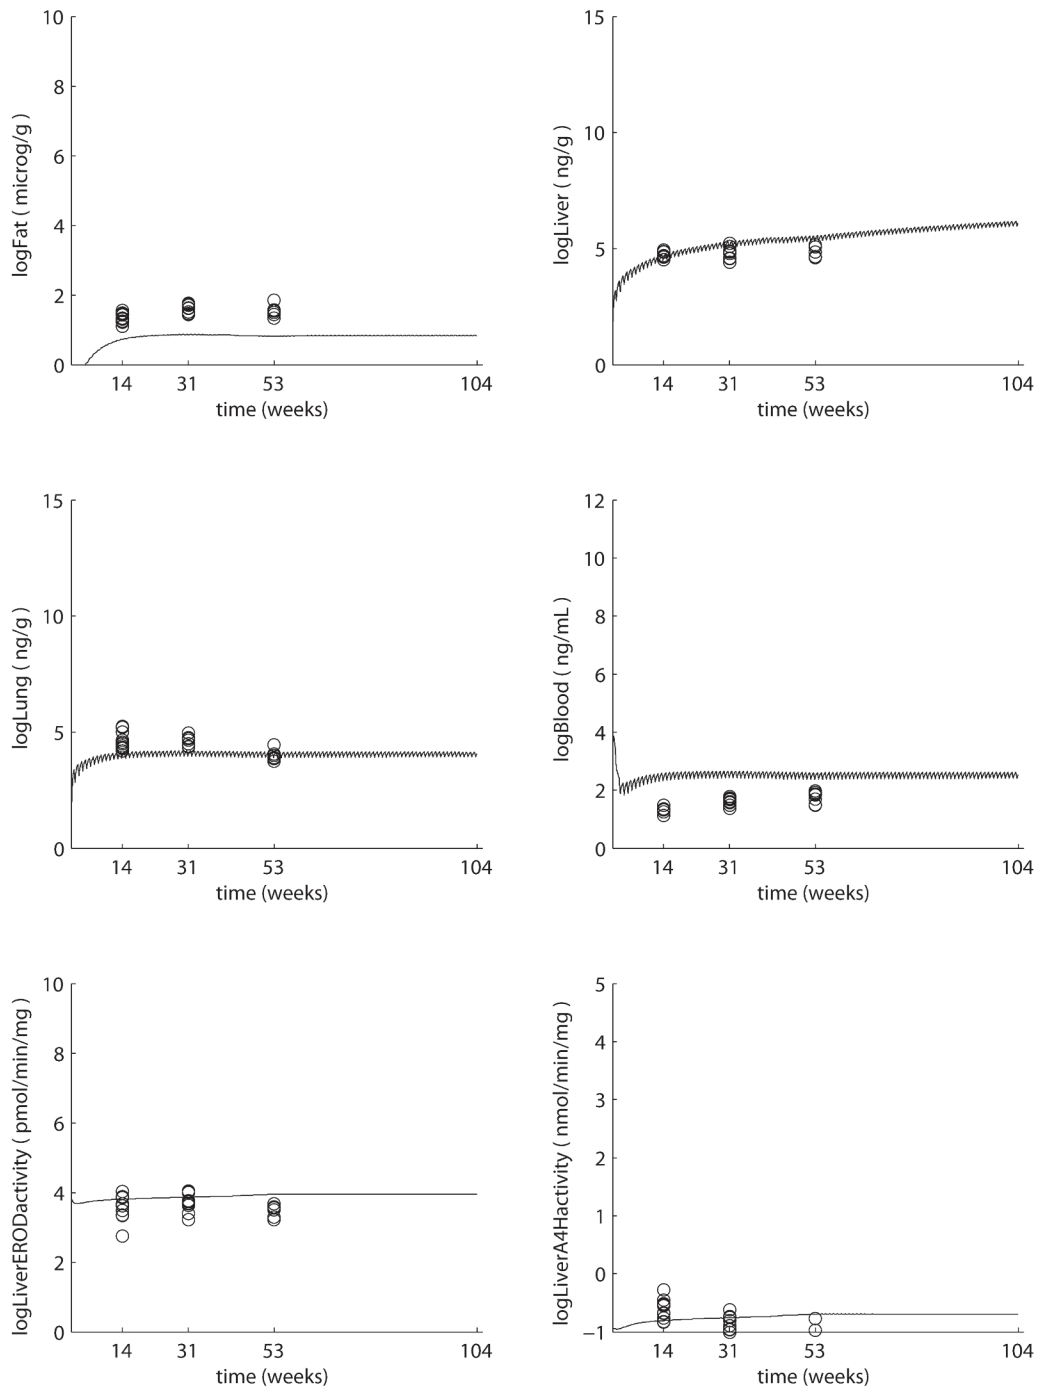 logFat ( microg/g )
10
8
6
4
2
0
14 31 53 104
time (weeks)
logLiver ( ng/g )
15
10
5
0
14 31 53 104
time (weeks)
logLung ( ng/g )
15
10
5
0
14 31 53 104
time (weeks)
logBlood ( ng/mL )
12
10
8
6
4
2
0
14 31 53 104
time (weeks)
logLiverERODactivity ( pmol/min/mg )
10
8
6
4
2
0
14 31 53 104
time (weeks)
logLiverA4Hactivity ( nmol/min/mg )
5
4
3
2
1
0
−1
14 31 53 104
time (weeks)